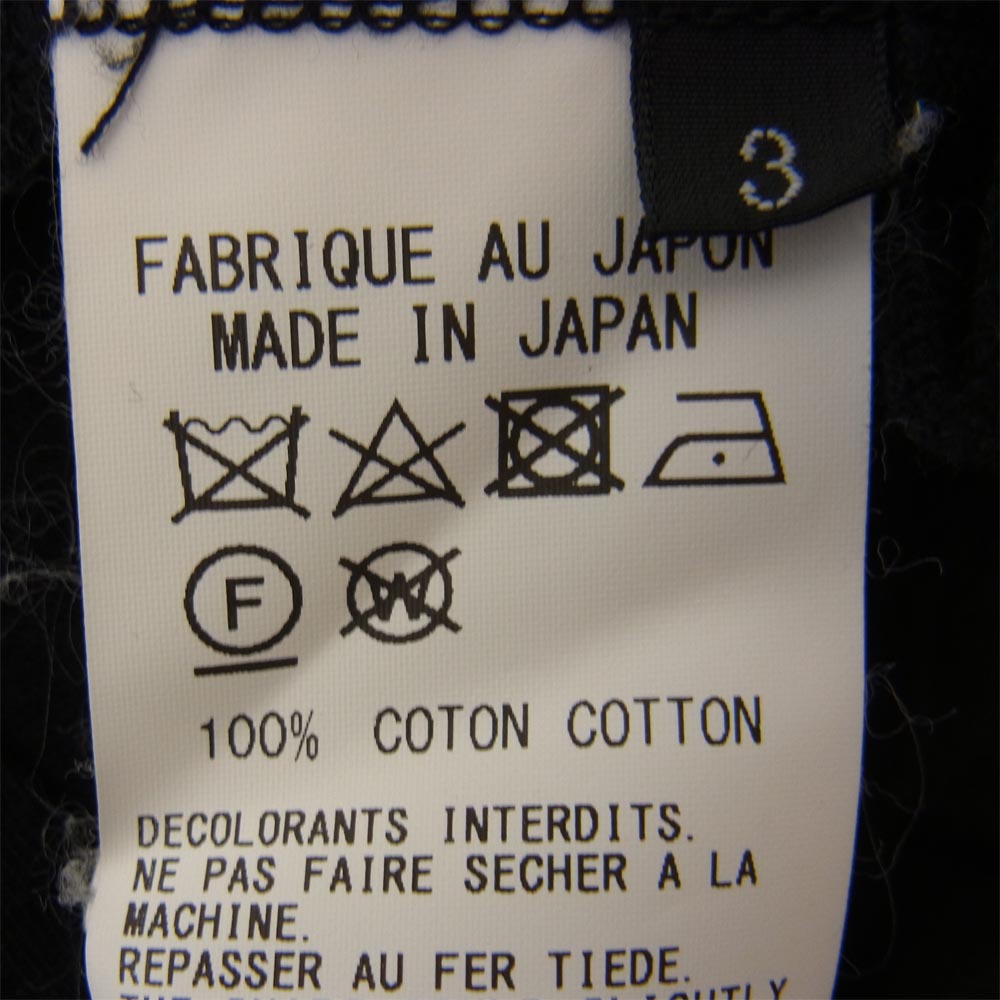 3
FABRIQUE AU JAPON
MADE IN JAPAN
F W
100% COTON COTTON
DECOLORANTS INTERDITS.
NE PAS FAIRE SECHER A LA
MACHINE.
REPASSER AU FER TIEDE.